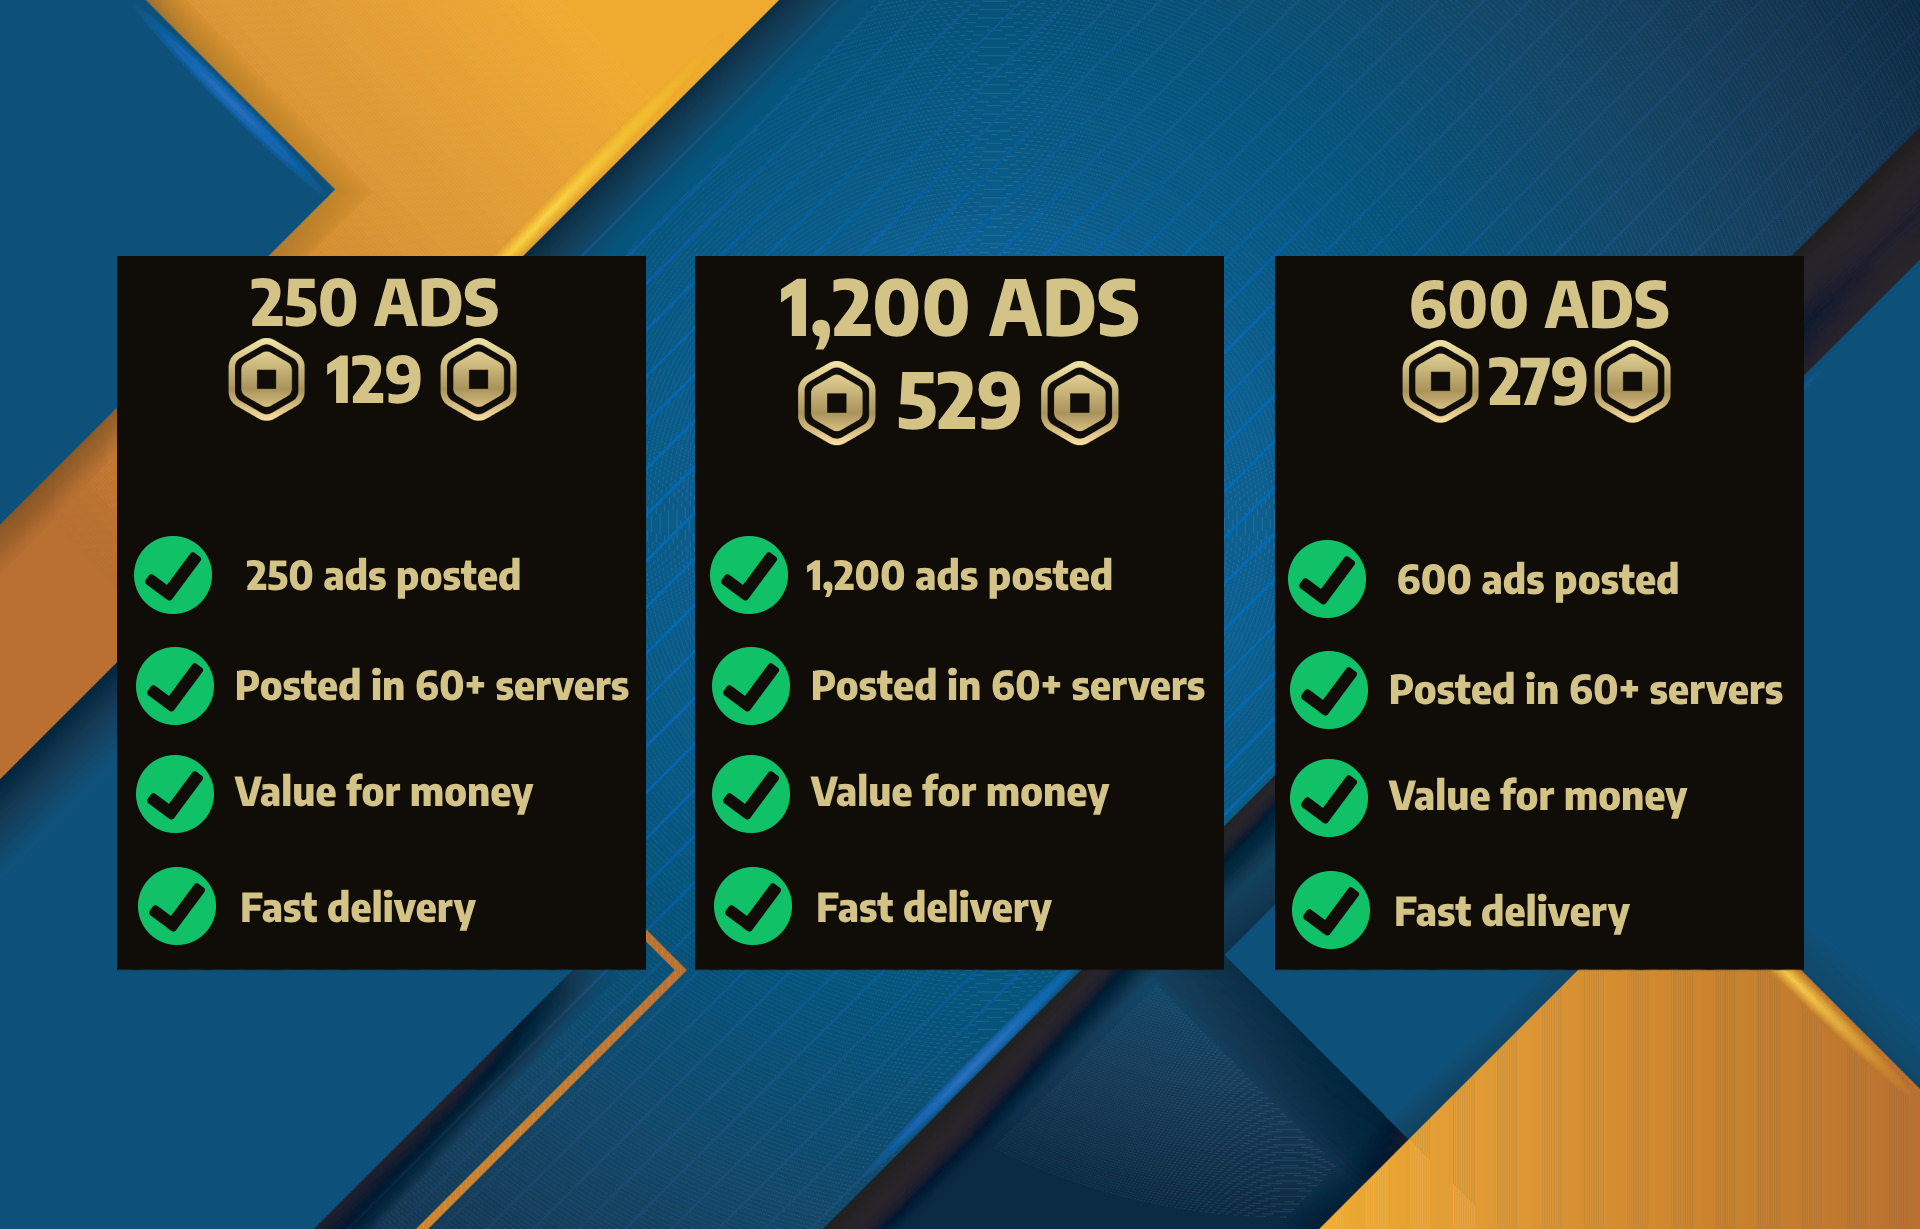 250 ADS
129
250 ads posted
Posted in 60+ servers
Value for money
Fast delivery
1,200 ADS
529
1,200 ads posted
Posted in 60+ servers
Value for money
Fast delivery
600 ADS
279
600 ads posted
Posted in 60+ servers
Value for money
Fast delivery